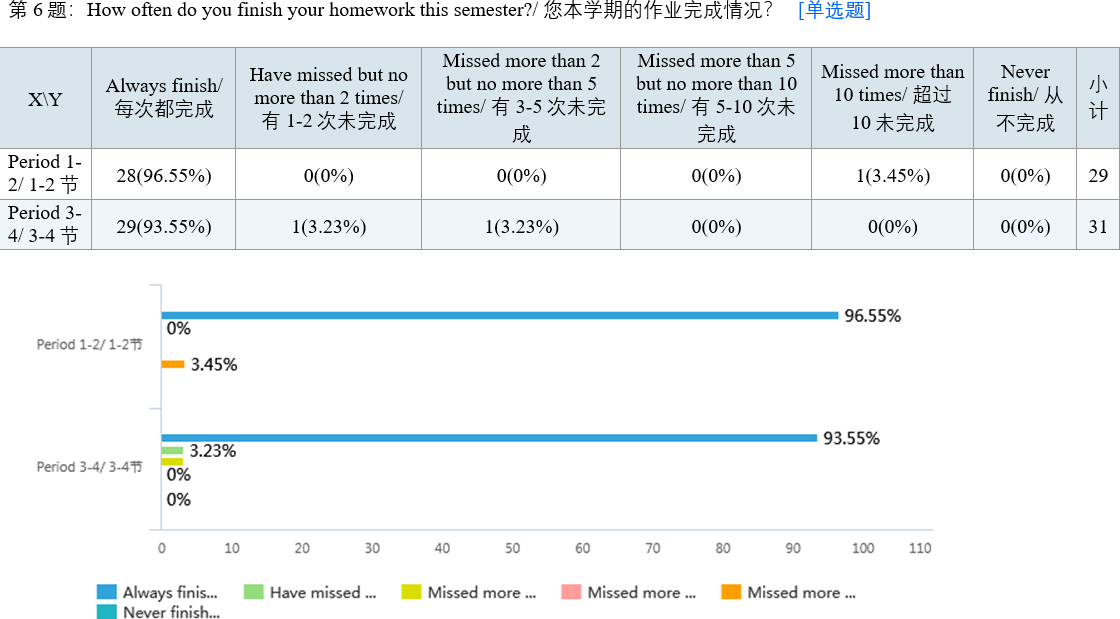 第 6 题：How often do you finish your homework this semester?/ 您本学期的作业完成情况？ [单选题]
X\Y
Always finish/
每次都完成
Have missed but no
more than 2 times/
有 1-2 次未完成
Missed more than 2
but no more than 5
times/ 有 3-5 次未完
成
Missed more than 5
but no more than 10
times/ 有 5-10 次未
完成
Missed more than
10 times/ 超过
10 未完成
Never
finish/ 从
不完成
小
计
Period 1-
2/ 1-2 节
28(96.55%)
0(0%)
0(0%)
0(0%)
1(3.45%)
0(0%)
29
Period 3-
4/ 3-4 节
29(93.55%)
1(3.23%)
1(3.23%)
0(0%)
0(0%)
0(0%)
31
Period 1-2/ 1-2节
96.55%
0%
3.45%
Period 3-4/ 3-4节
93.55%
3.23%
0%
0%
0 10 20 30 40 50 60 70 80 90 100 110
Always finis... Have missed ... Missed more ... Missed more ... Missed more ...
Never finish...